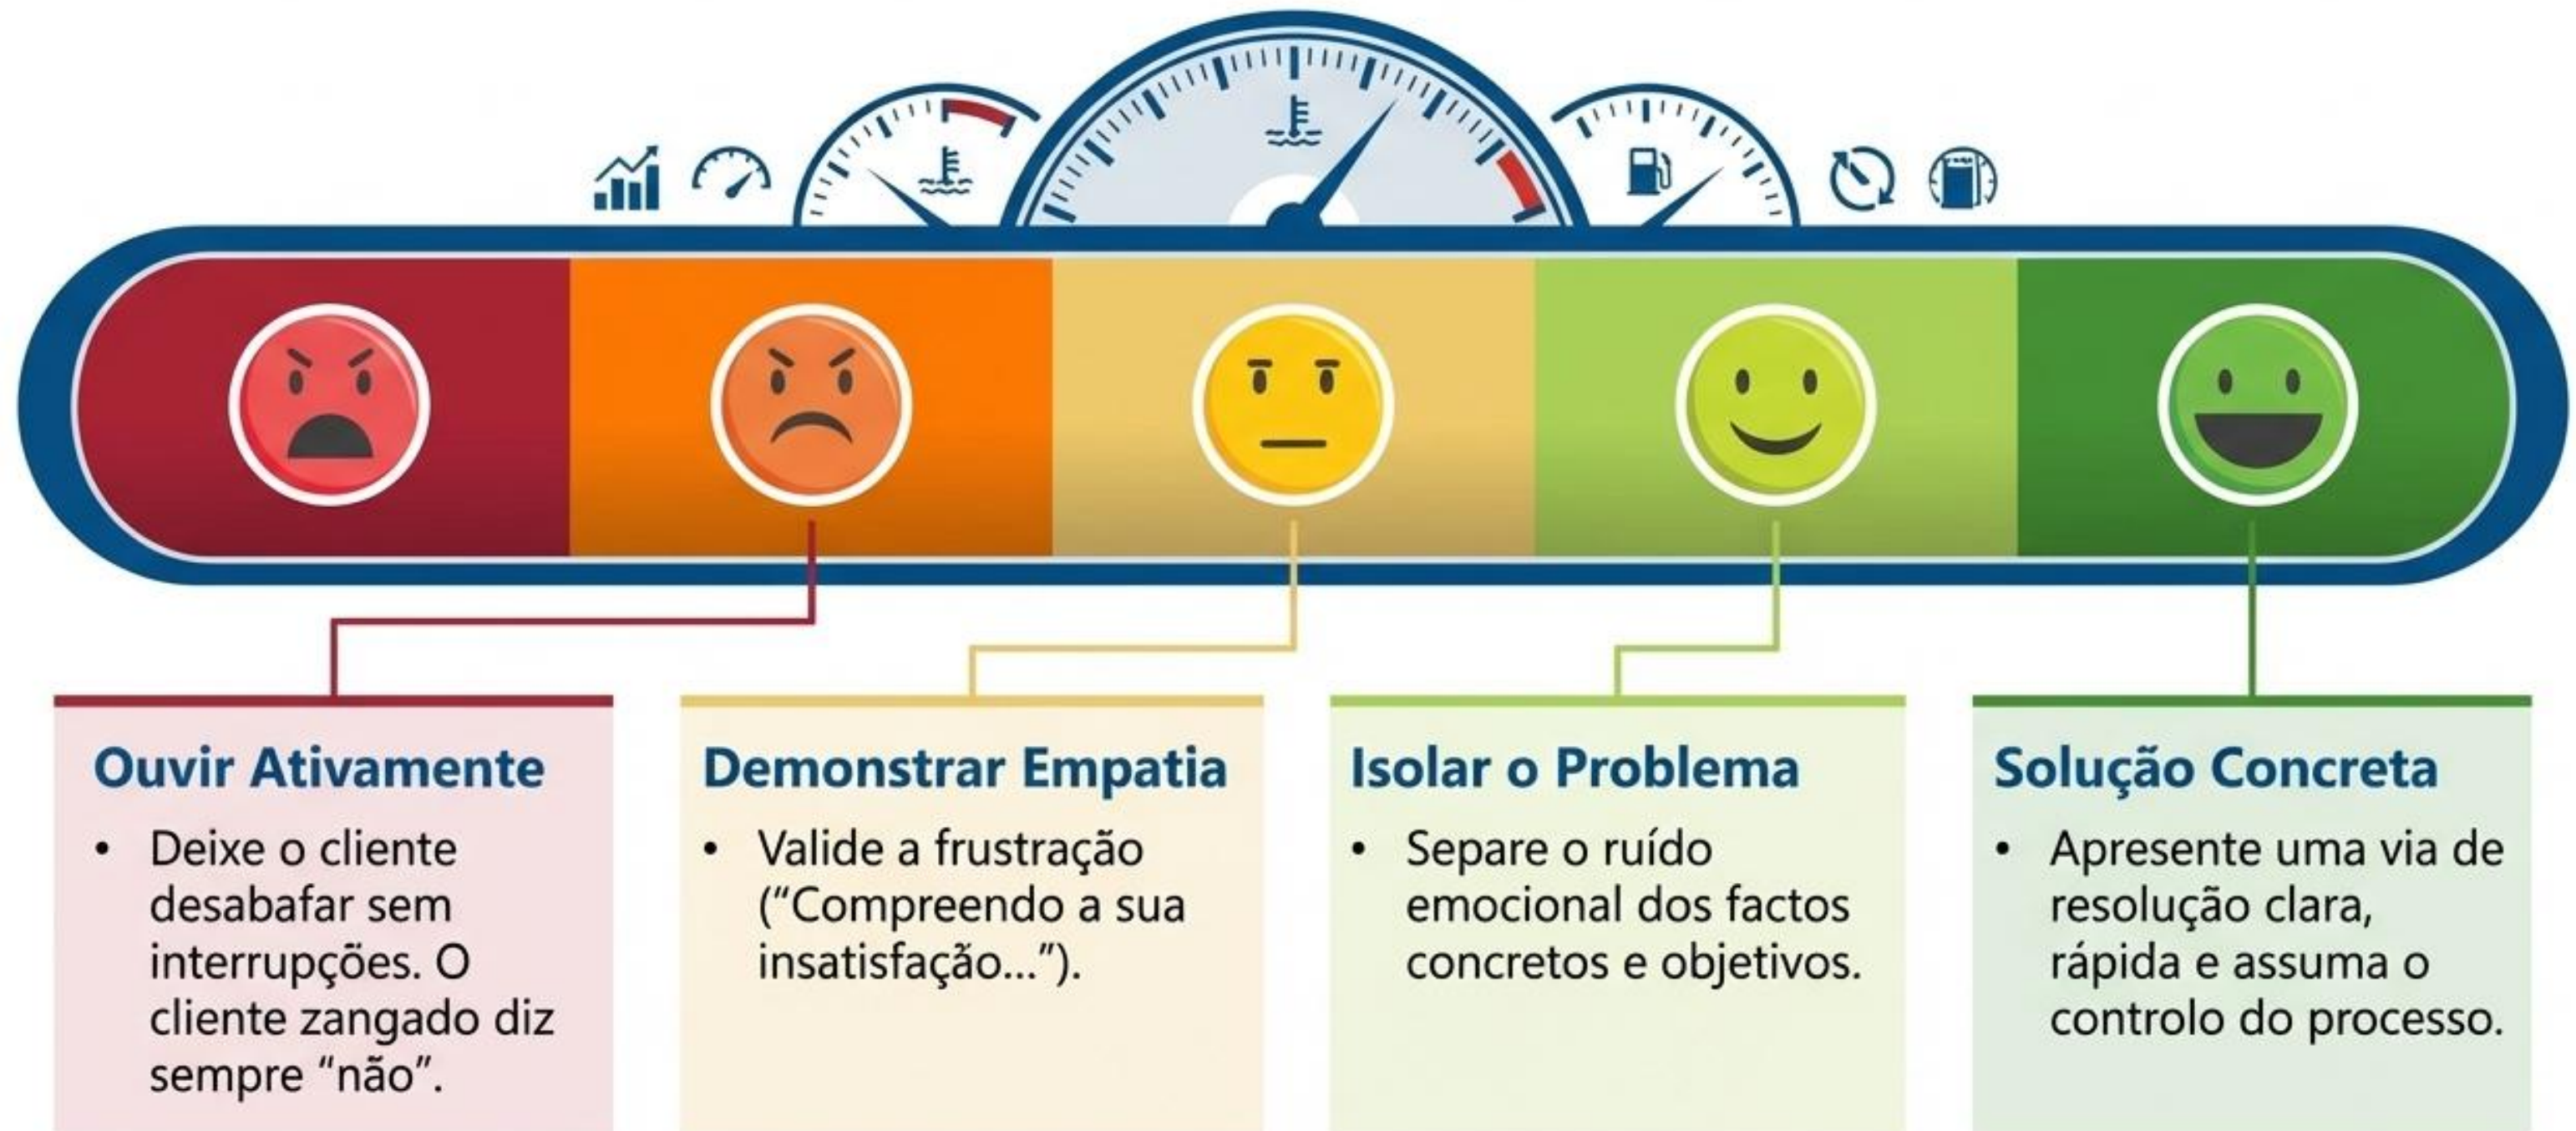 Ouvir Ativamente
• Deixe o cliente
desabafar sem
interrupções. O
cliente zangado diz
sempre “não”.
Demonstrar Empatia
• Valide a frustração
(“Compreendo a sua
insatisfação...”).
Isolar o Problema
• Separe o ruído
emocional dos factos
concretos e objetivos.
Solução Concreta
• Apresente uma via de
resolução clara,
rápida e assuma o
controlo do processo.